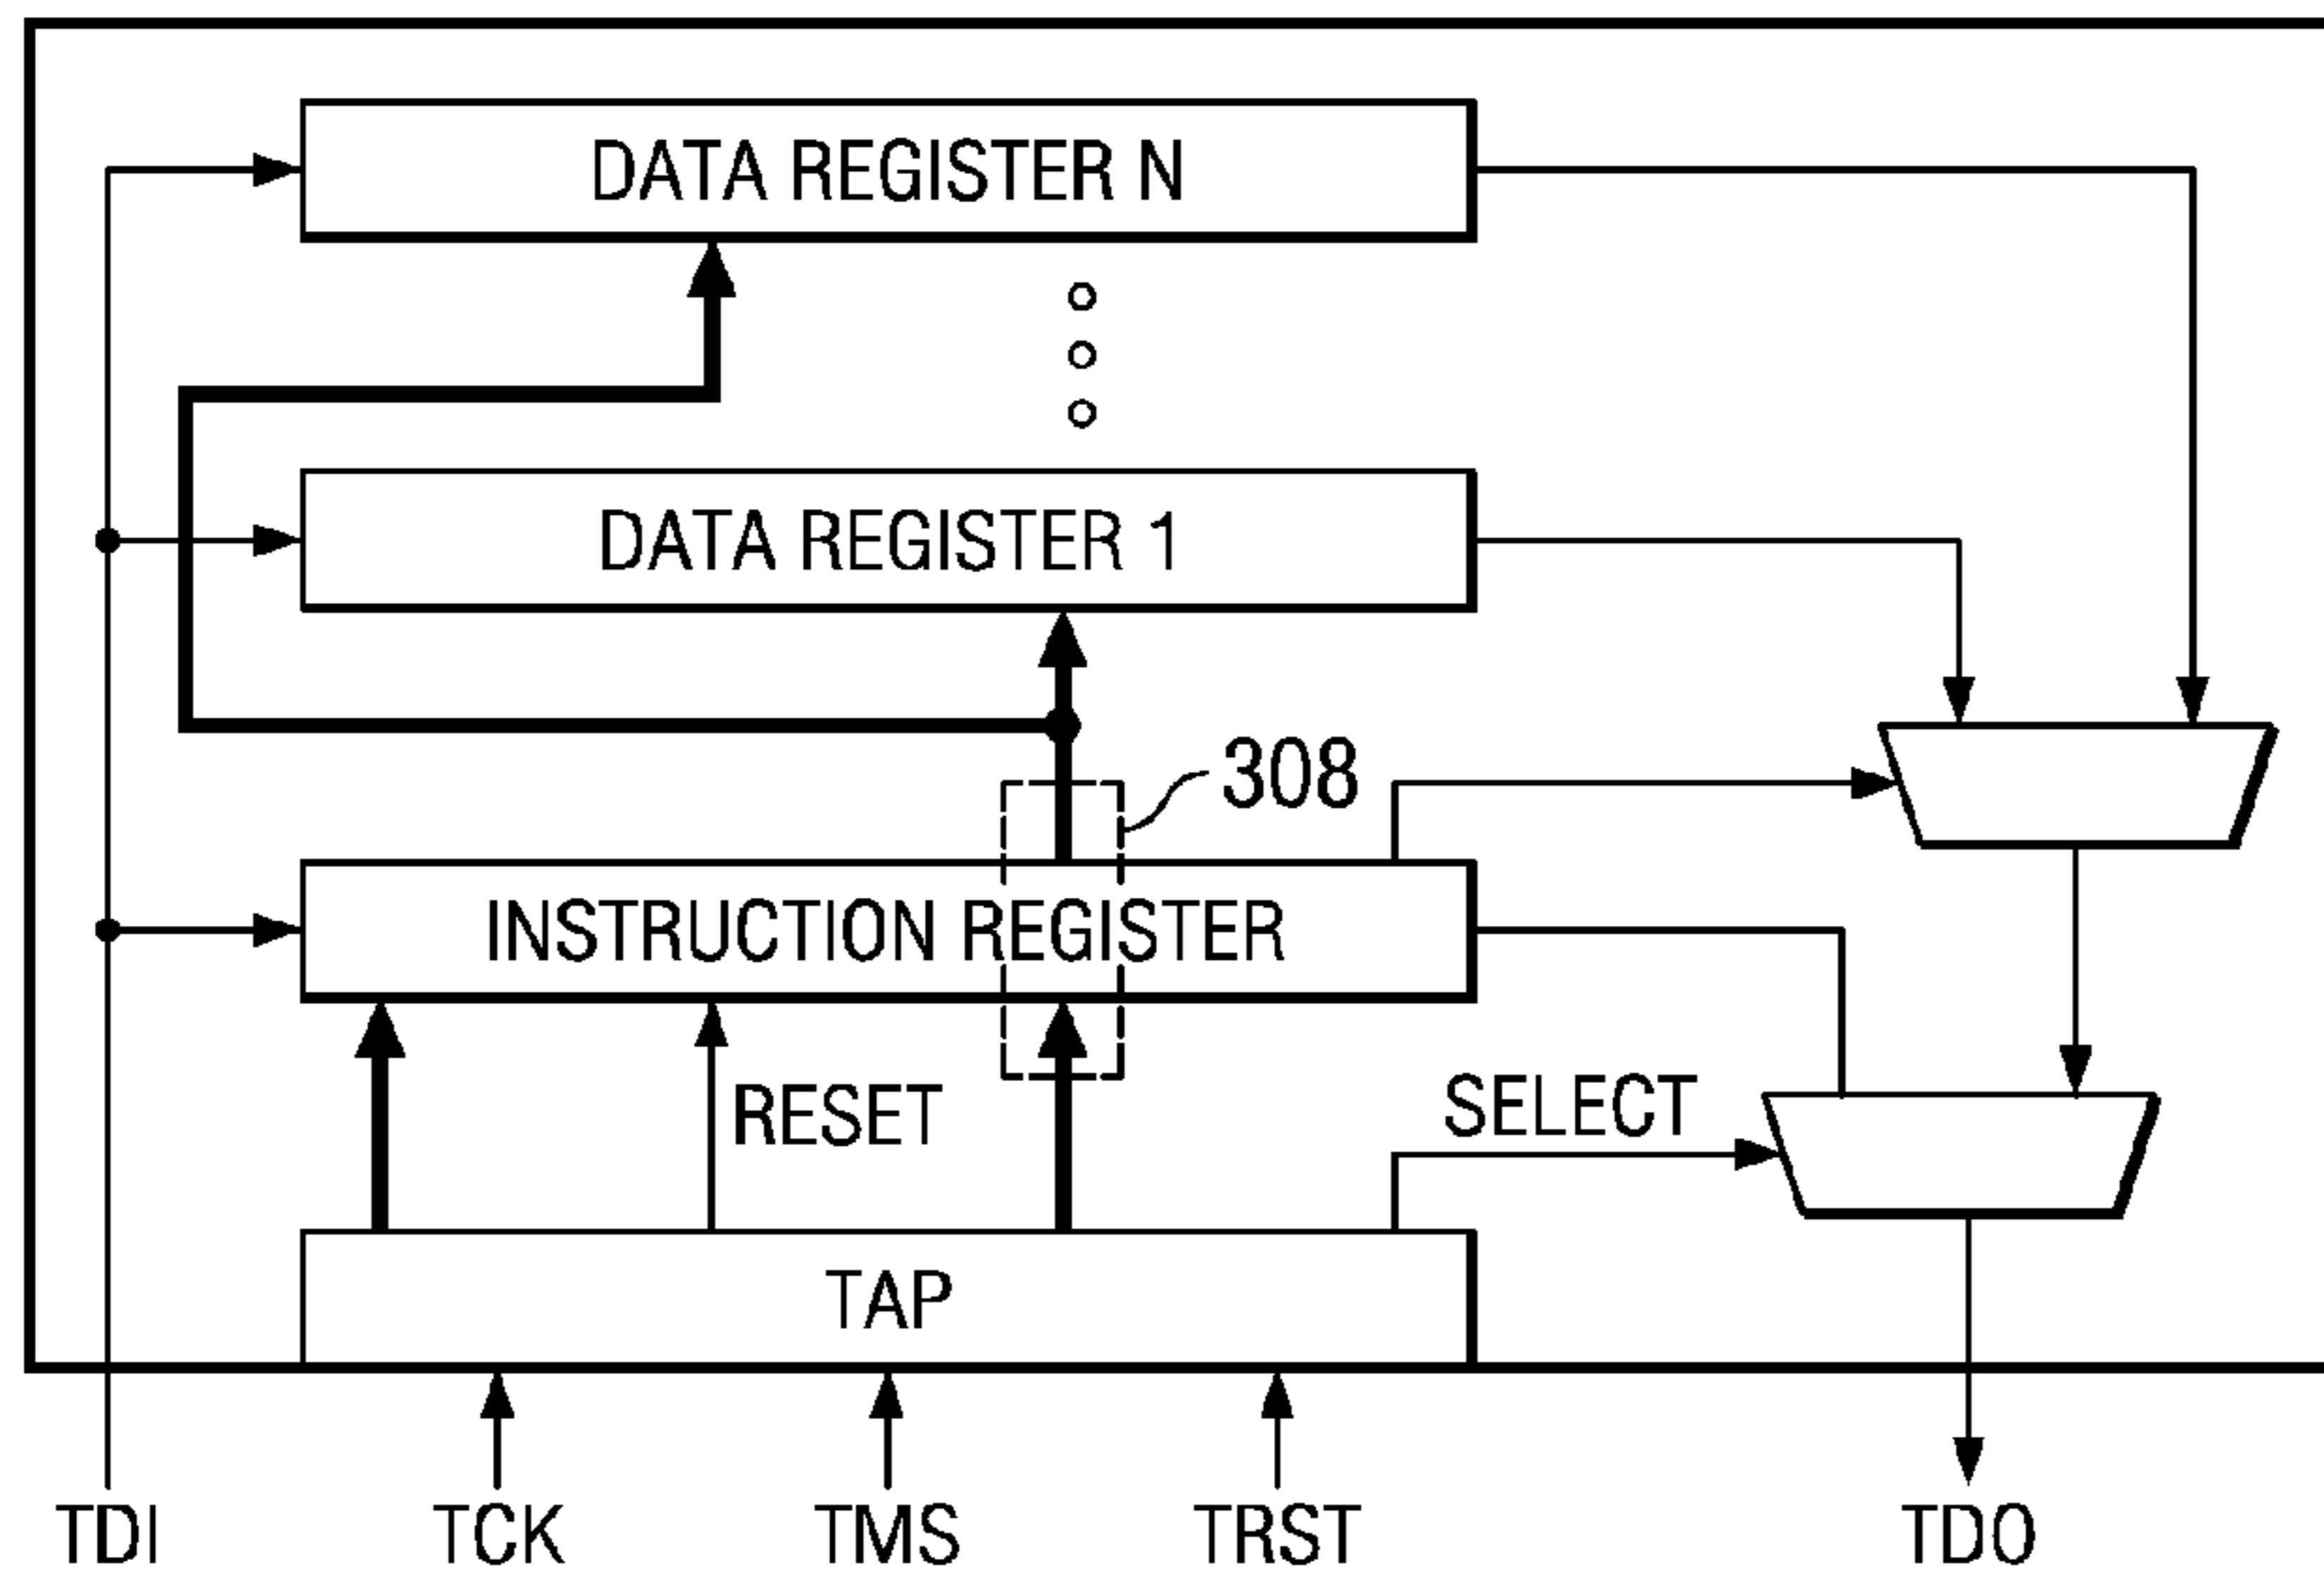 DATA REGISTER N
DATA REGISTER 1
308
INSTRUCTION REGISTER
RESET
SELECT
TAP
TDI TCK TMS TRST TDO